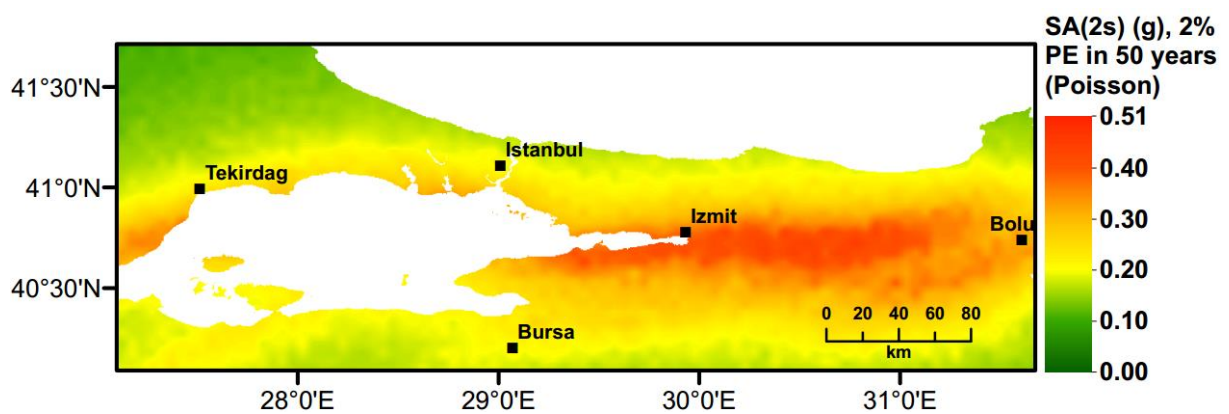 SA(2s) (g), 2%
PE in 50 years
(Poisson)
41°30'N
41°0'N
40°30'N
Istanbul
Tekirdag
Izmit
Bolu
Bursa
0 20 40 60 80
km
0.51
0.40
0.30
0.20
0.10
0.00
28°0'E 29°0'E 30°0'E 31°0'E